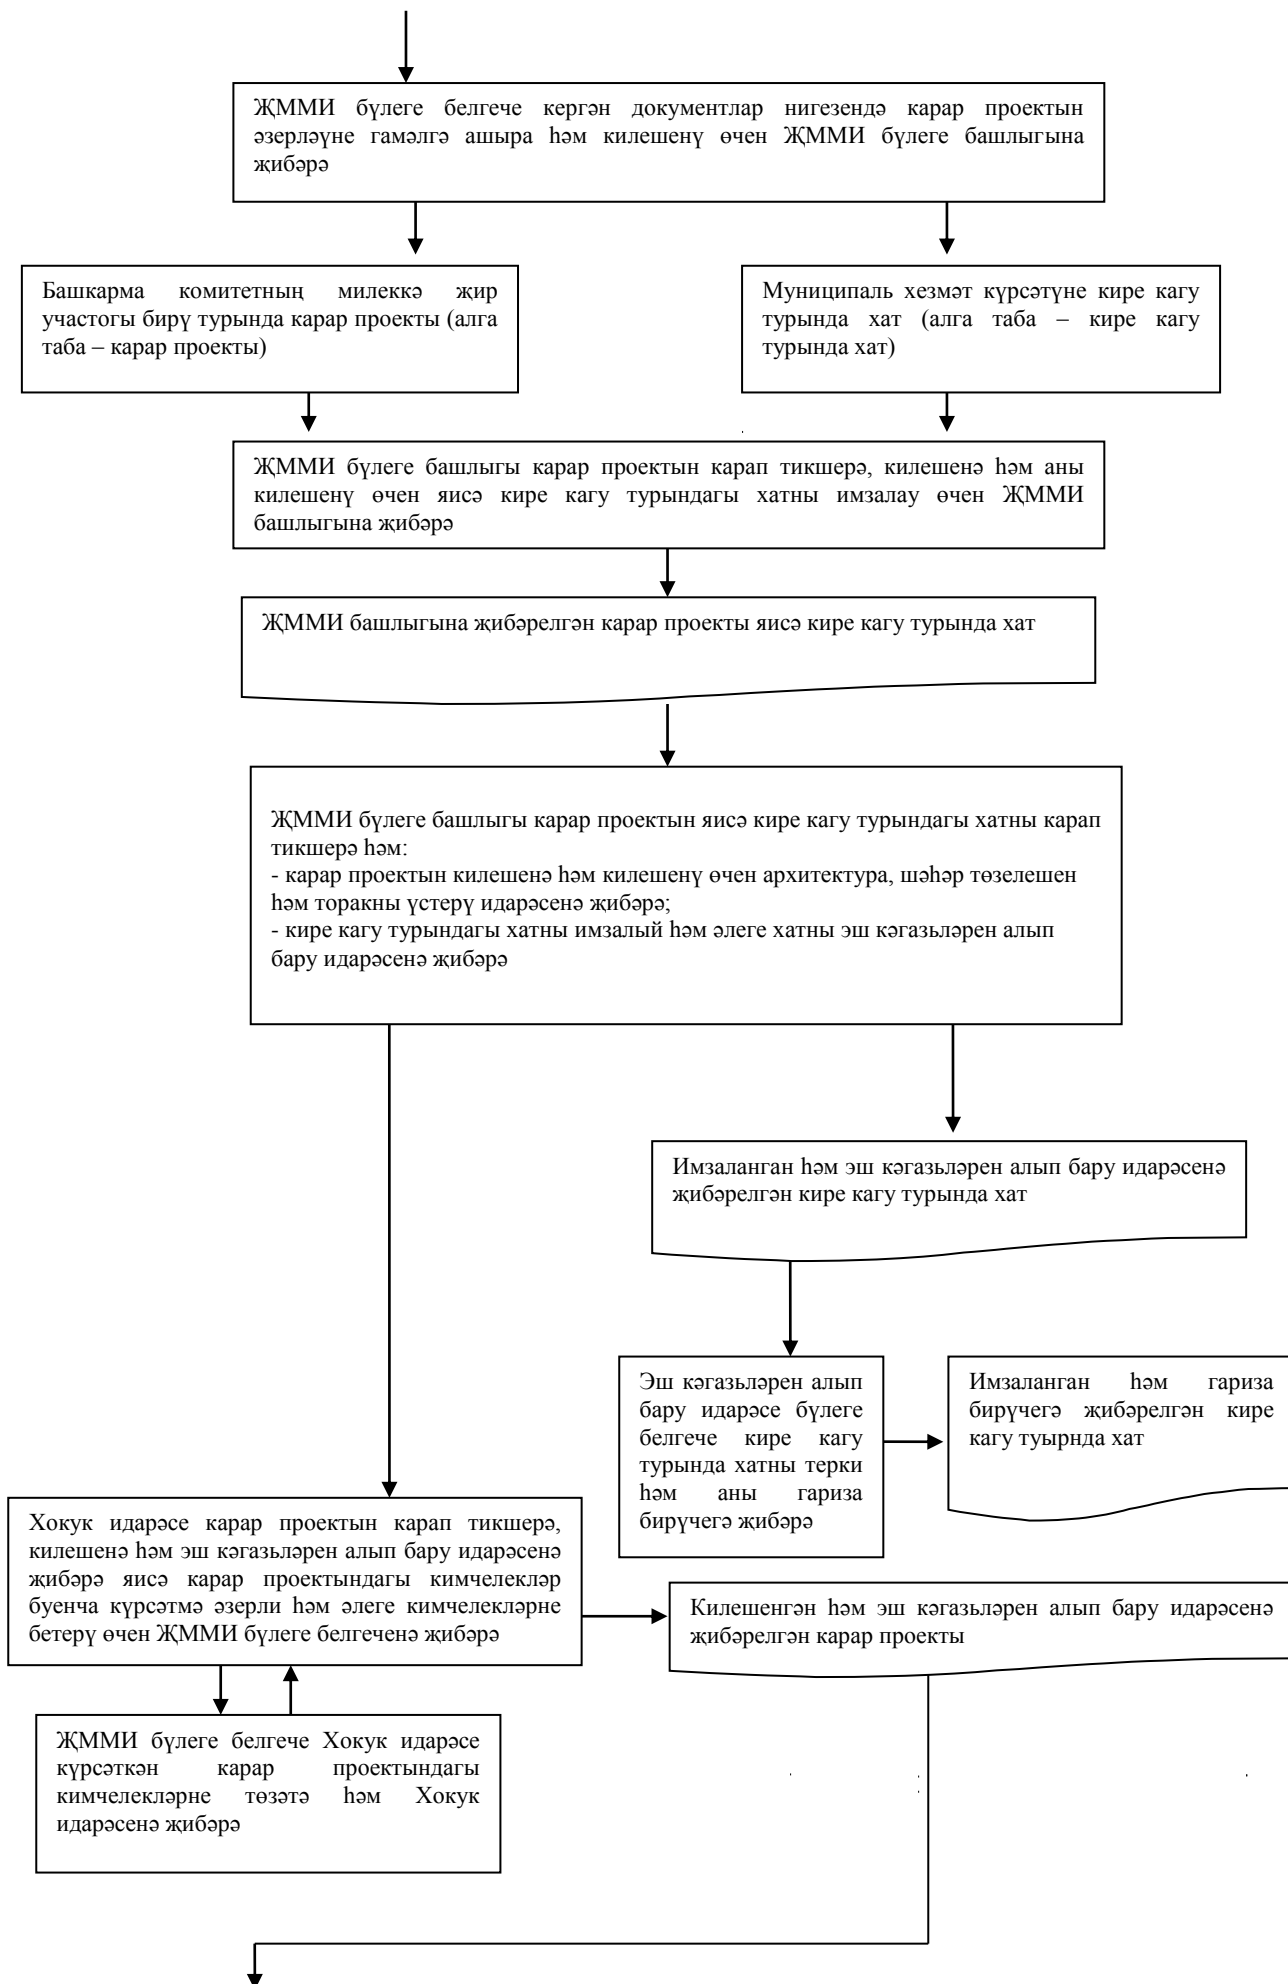 ҖММИ бүлеге белгече кергән документлар нигезендә карар проектын
әзерләүне гамәлгә ашыра һәм килешенү өчен ҖММИ бүлеге башлыгына
җибәрә
Башкарма комитетның милеккә җир
участогы бирү турында карар проекты (алга
таба – карар проекты)
Муниципаль хезмәт күрсәтүне кире кагу
турында хат (алга таба – кире кагу
турында хат)
ҖММИ бүлеге башлыгы карар проектын карап тикшерә, килешенә һәм аны
килешенү өчен яисә кире кагу турындагы хатны имзалау өчен ҖММИ
башлыгына җибәрә
ҖММИ башлыгына җибәрелгән карар проекты яисә кире кагу турында хат
ҖММИ бүлеге башлыгы карар проектын яисә кире кагу турындагы хатны карап
тикшерә һәм:
- карар проектын килешенә һәм килешенү өчен архитектура, шәһәр төзелешен
һәм торакны үстерү идарәсенә җибәрә;
- кире кагу турындагы хатны имзалый һәм әлеге хатны эш кәгазьләрен алып
бару идарәсенә җибәрә
Имзаланган һәм эш кәгазьләрен алып бару идарәсенә
җибәрелгән кире кагу турында хат
Эш кәгазьләрен алып
бару идарәсе бүлеге
белгече кире кагу
турында хатны терки
һәм аны гариза
бирүчегә җибәрә
Имзаланган һәм гариза
бирүчегә җибәрелгән кире
кагу туырнда хат
Хокук идарәсе карар проектын карап тикшерә,
килешенә һәм эш кәгазьләрен алып бару идарәсенә
җибәрә яисә карар проектындагы кимчелекләр
буенча күрсәтмә әзерли һәм әлеге кимчелекләрне
бетерү өчен ҖММИ бүлеге белгеченә җибәрә
Килешенгән һәм эш кәгазьләрен алып бару идарәсенә
җибәрелгән карар проекты
ҖММИ бүлеге белгече Хокук идарәсе
күрсәткән карар проектындагы
кимчелекләрне төзәтә һәм Хокук
идарәсенә җибәрә